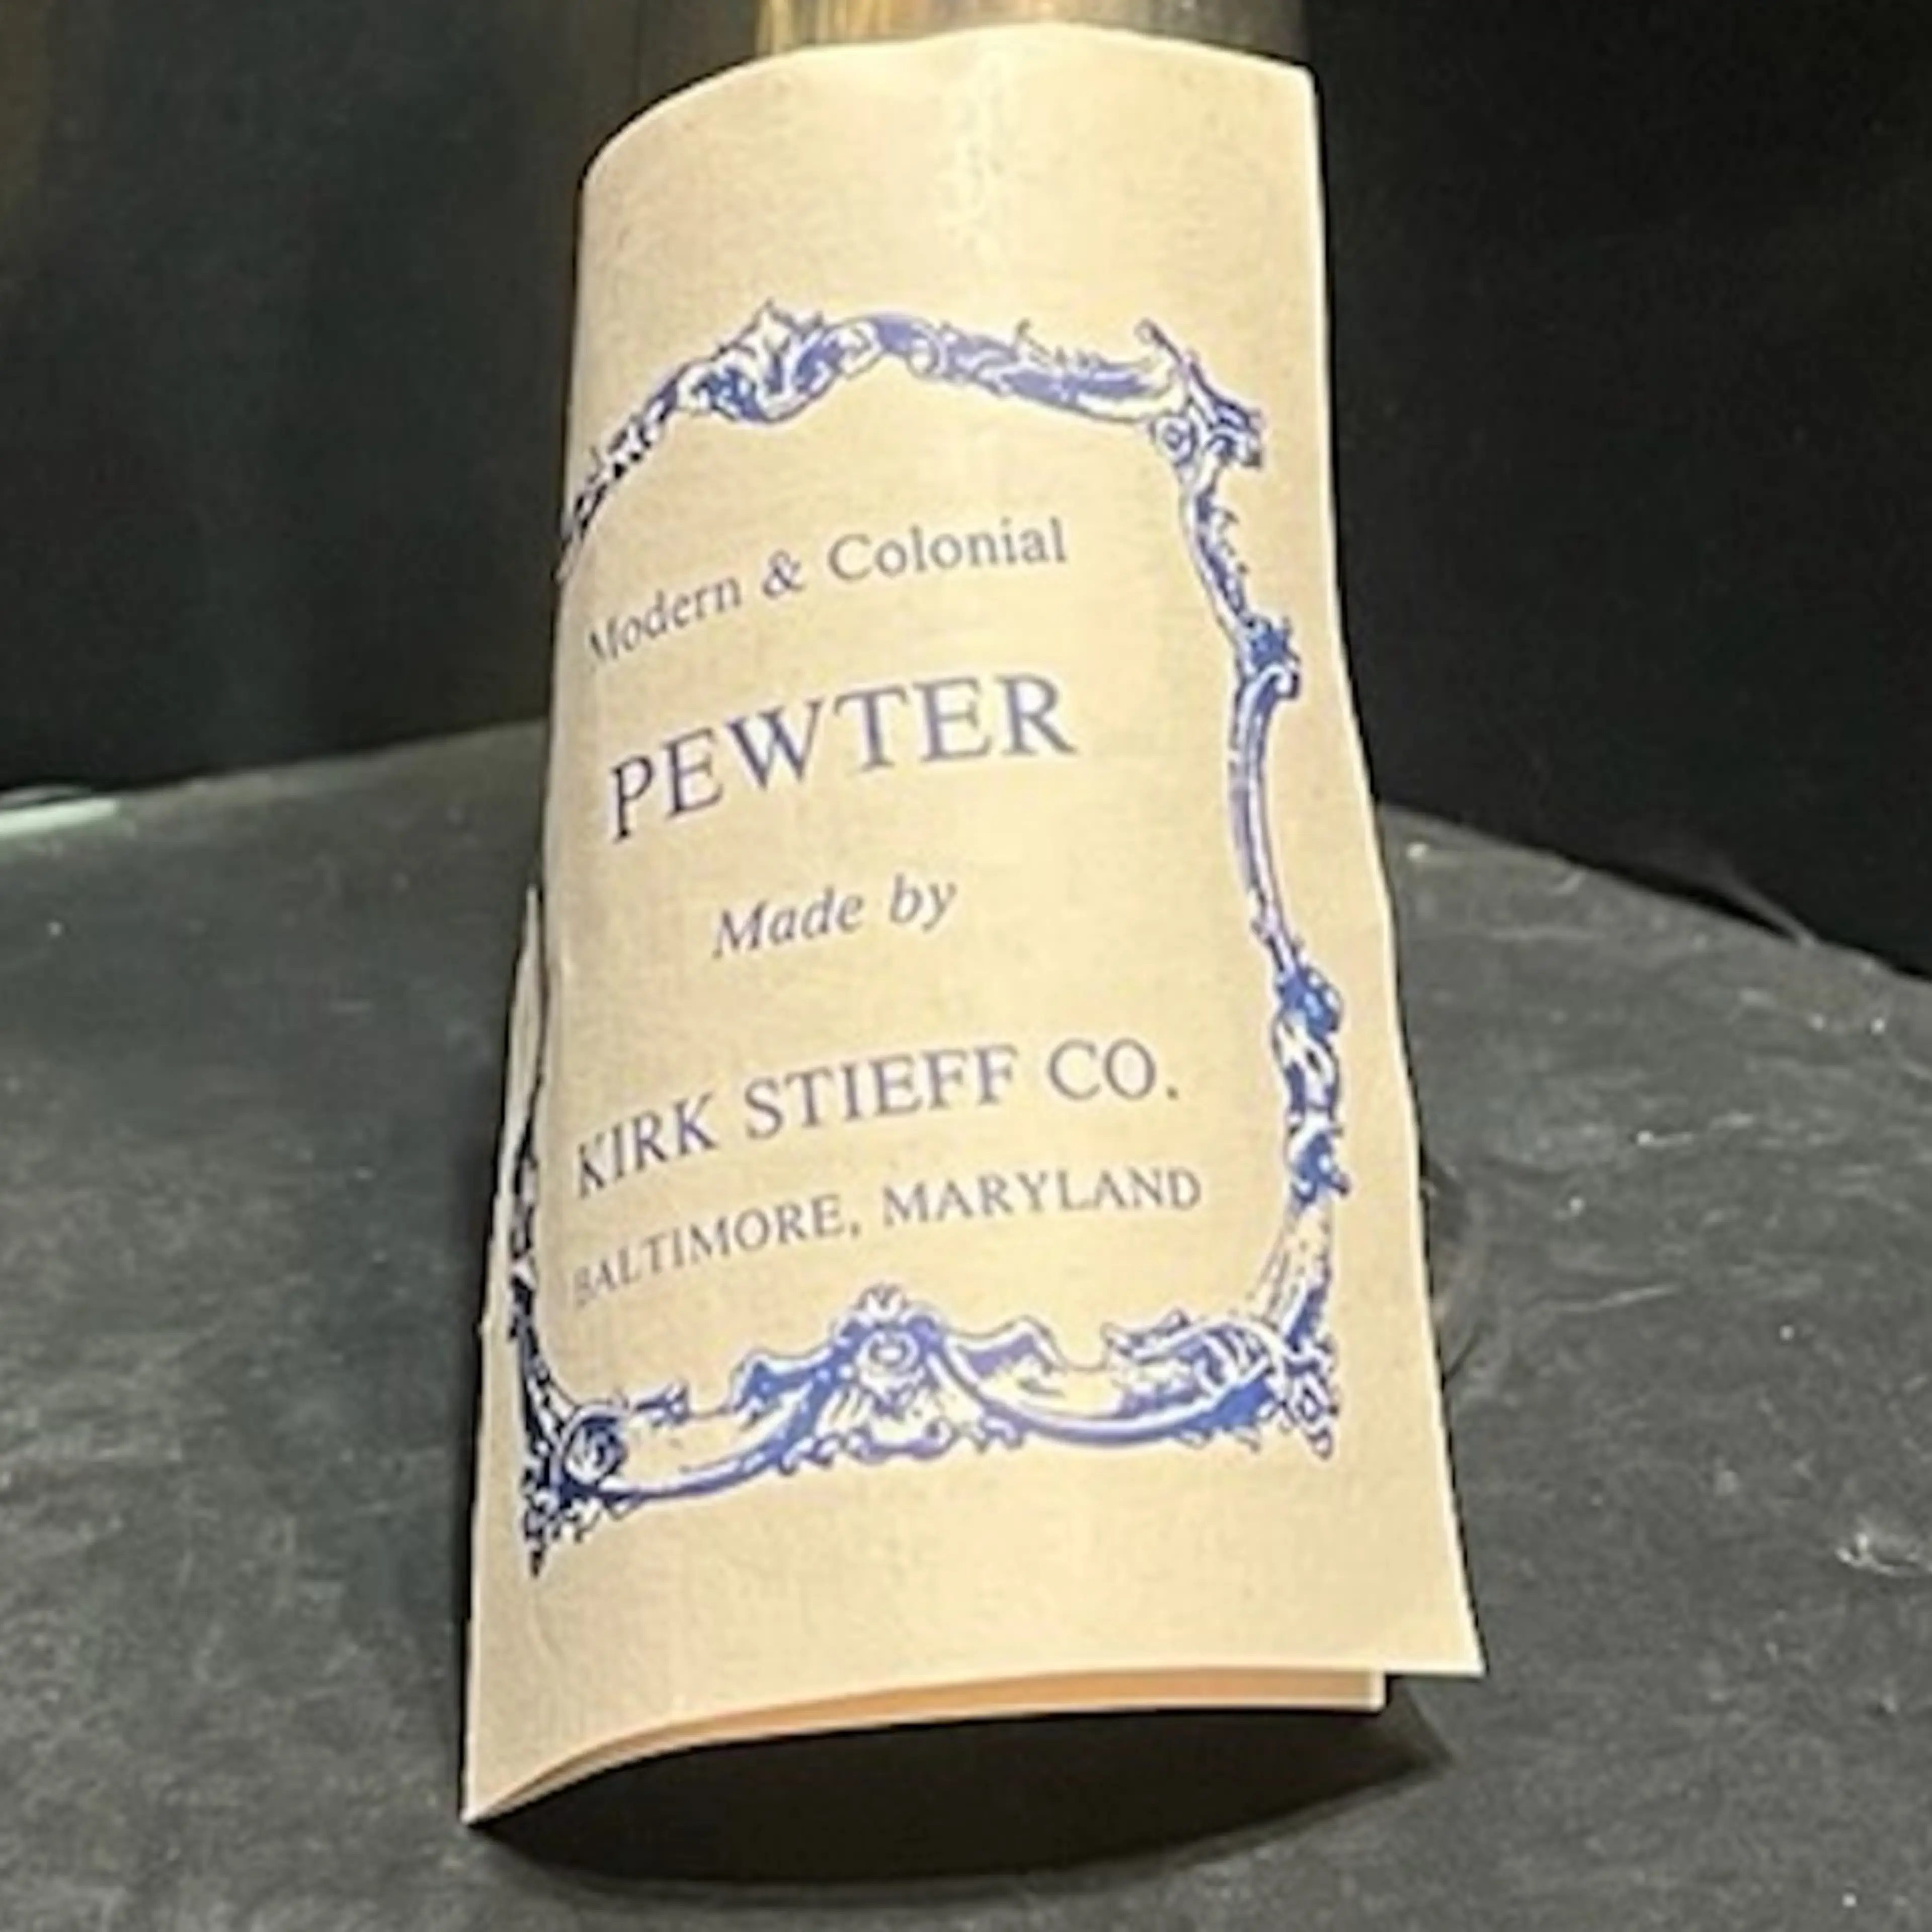 Modern & Colonial
PEWTER
Made by
KIRK STIEFF CO.
BALTIMORE, MARYLAND